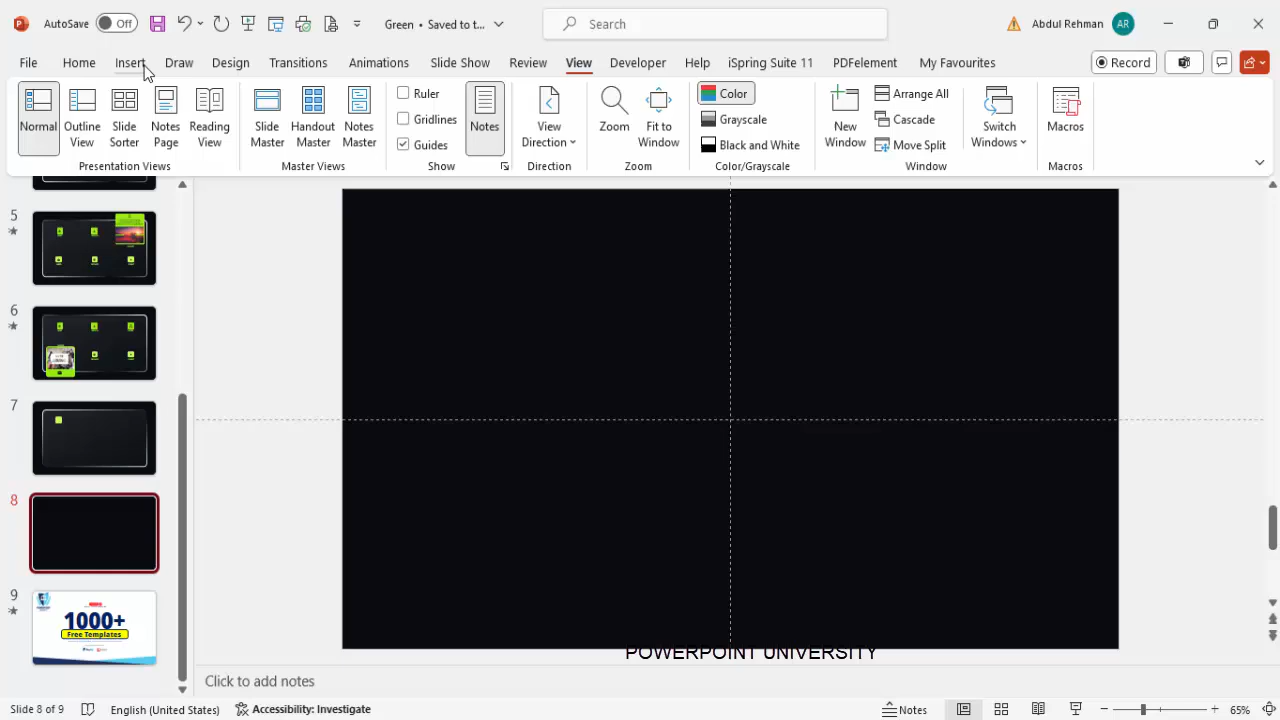 AutoSave Off Green • Saved to t... Search Abdul Rehman AR
File Home Insert Draw Design Transitions Animations Slide Show Review View Developer Help iSpring Suite 11 PDFelement My Favourites Record
Normal Outline View Slide Sorter Notes Page Reading View
Presentation Views
Slide Master Handout Master Notes Master
Master Views
Ruler
Gridlines
Guides
Show
Notes
View Direction
Direction
Zoom Fit to Window
Zoom
Color
Grayscale
Black and White
Color/Grayscale
New Window
Arrange All
Cascade
Move Split
Window
Switch Windows
Macros
Macros
5
6
7
8
9
1000+
Free Templates
POWERPOINT UNIVERSITY
Click to add notes
Slide 8 of 9 English (United States) Accessibility: Investigate Notes 65%